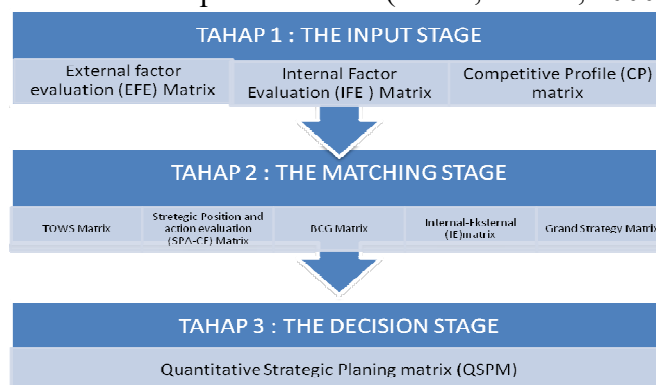 TAHAP 1 : THE INPUT STAGE
External factor
evaluation (EFE) Matrix
Internal Factor
Evaluation (IFE ) Matrix
Competitive Profile (CP)
matrix
TAHAP 2 : THE MATCHING STAGE
TOWS Matrix
Stretegic Position and
action evaluation
(SPA-CE) Matrix
BCG Matrix
Internal-Eksternal
(IE)matrix
Grand Strategy Matrix
TAHAP 3 : THE DECISION STAGE
Quantitative Strategic Planing matrix (QSPM)